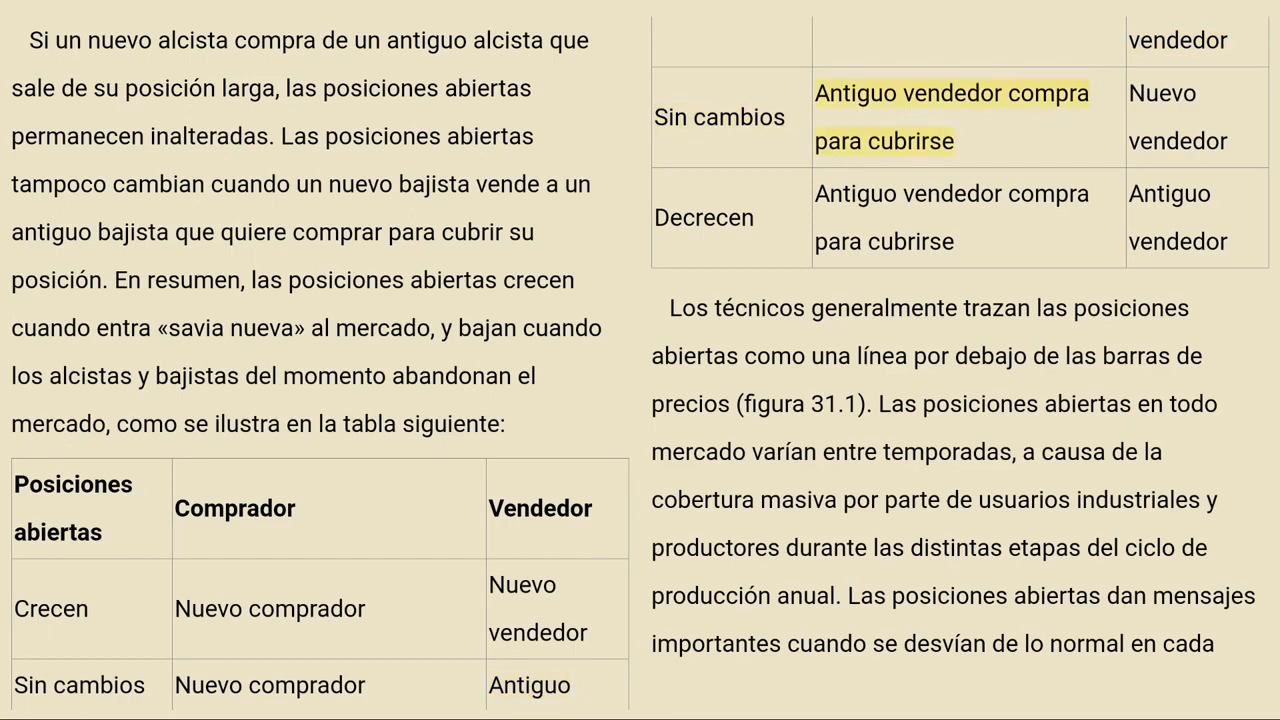 Si un nuevo alcista compra de un antiguo alcista que
sale de su posición larga, las posiciones abiertas
permanecen inalteradas. Las posiciones abiertas
tampoco cambian cuando un nuevo bajista vende a un
antiguo bajista que quiere comprar para cubrir su
posición. En resumen, las posiciones abiertas crecen
cuando entra «savia nueva» al mercado, y bajan cuando
los alcistas y bajistas del momento abandonan el
mercado, como se ilustra en la tabla siguiente:
Posiciones
abiertas
Comprador
Vendedor
Crecen
Nuevo comprador
Nuevo
vendedor
Sin cambios
Nuevo comprador
Antiguo
vendedor
Sin cambios
Antiguo vendedor compra
para cubrirse
Nuevo
vendedor
Decrecen
Antiguo vendedor compra
para cubrirse
Antiguo
vendedor
Los técnicos generalmente trazan las posiciones
abiertas como una línea por debajo de las barras de
precios (figura 31.1). Las posiciones abiertas en todo
mercado varían entre temporadas, a causa de la
cobertura masiva por parte de usuarios industriales y
productores durante las distintas etapas del ciclo de
producción anual. Las posiciones abiertas dan mensajes
importantes cuando se desvían de lo normal en cada